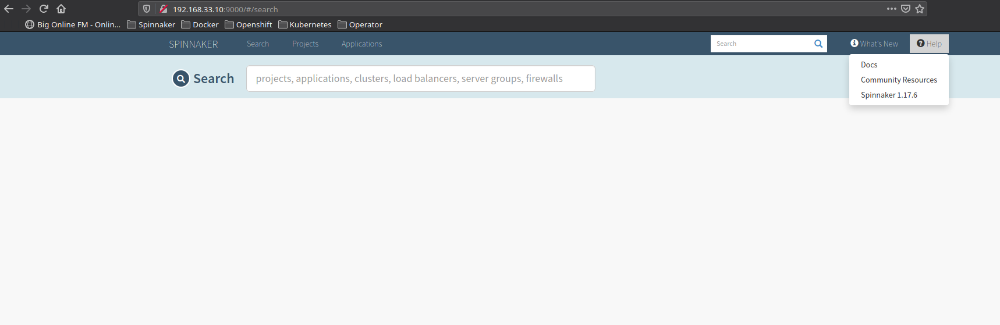 192.168.33.10:9000/#/search
Big Online FM - Onlin... Spinnaker Docker Openshift Kubernetes Operator
SPINNAKER Search Projects Applications Search What's New Help
Search projects, applications, clusters, load balancers, server groups, firewalls
Docs
Community Resources
Spinnaker 1.17.6